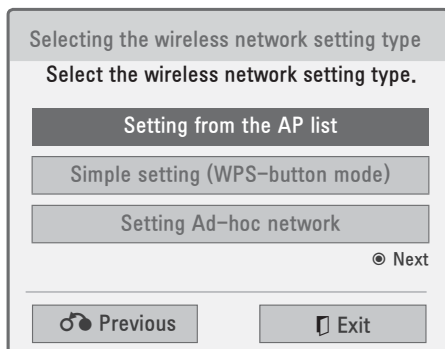 Selecting the wireless network setting type
Select the wireless network setting type.
Setting from the AP list
Simple setting (WPS-button mode)
Setting Ad-hoc network
◉ Next
Previous
Exit